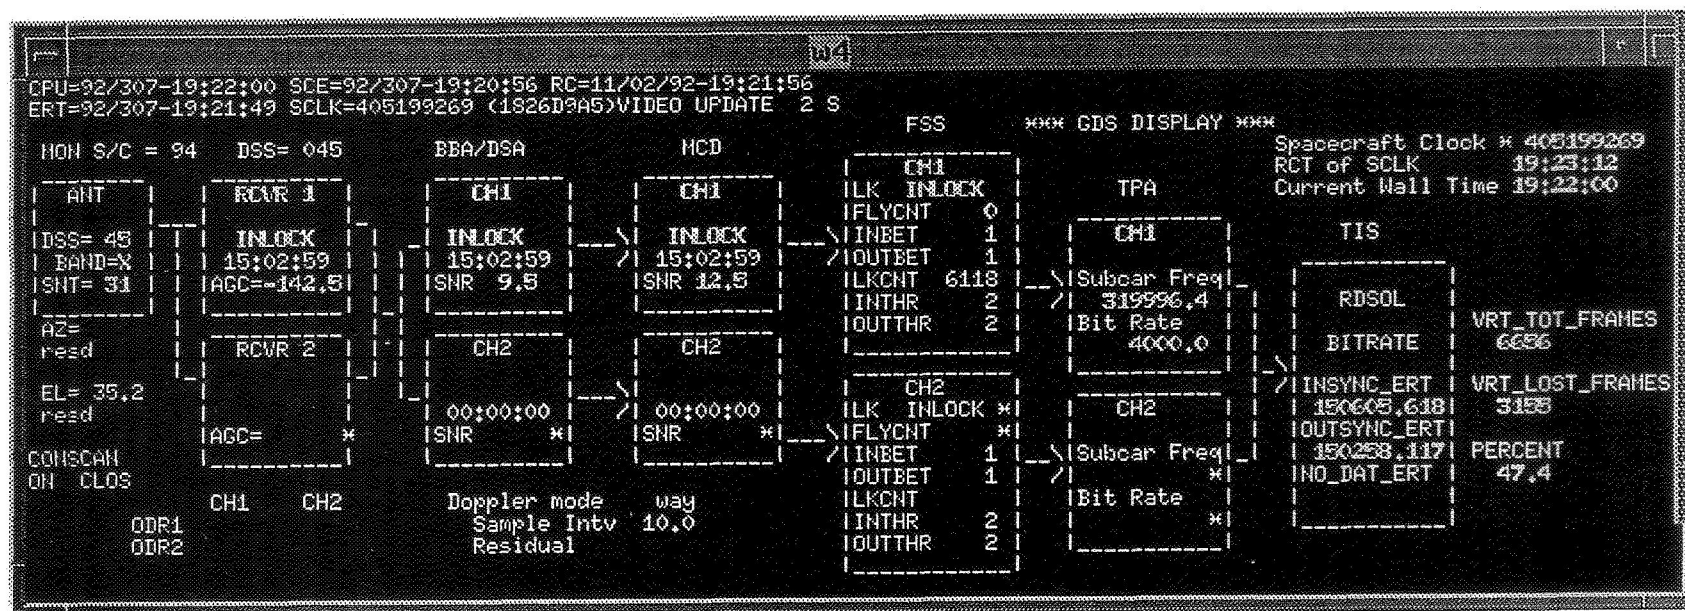 w4
CPU=92/307-19:22:00 SCE=92/307-19:20:56 RC=11/02/92-19:21:56
ERT=92/307-19:21:49 SCLK=405199269 (1826D9A5)VIDEO UPDATE 2 S
FSS *** GDS DISPLAY ***
MON S/C = 94 DSS= 045 BBA/DSA MCD Spacecraft Clock * 405199269
CH1 RCT of SCLK 19:23:12
ANT RCVR 1 CH1 CH1 LK INLOCK TPA Current Wall Time 19:22:00
FLYCNT 0
DSS= 45 INLOCK INLOCK INLOCK INBET 1 CH1 TIS
BAND=X 15:02:59 15:02:59 15:02:59 OUTBET 1
SNT= 31 AGC=-142.5 SNR 9.5 SNR 12.5 LKCNT 6118 Subcar Freq
INTHR 2 319996.4 RDSOL
AZ= OUTTHR 2 Bit Rate VRT_TOT_FRAMES
resd RCVR 2 CH2 CH2 4000.0 BITRATE 6656
EL= 35.2 CH2 INSYNC_ERT VRT_LOST_FRAMES
resd 00:00:00 00:00:00 LK INLOCK * CH2 150605.618 3155
AGC= * SNR * SNR * FLYCNT * OUTSYNC_ERT
CONSCAN INBET 1 Subcar Freq 150258.117 PERCENT
ON CLOS OUTBET 1 * NO_DAT_ERT 47.4
CH1 CH2 Doppler mode way LKCNT Bit Rate
ODR1 Sample Intv 10.0 INTHR 2 *
ODR2 Residual OUTTHR 2